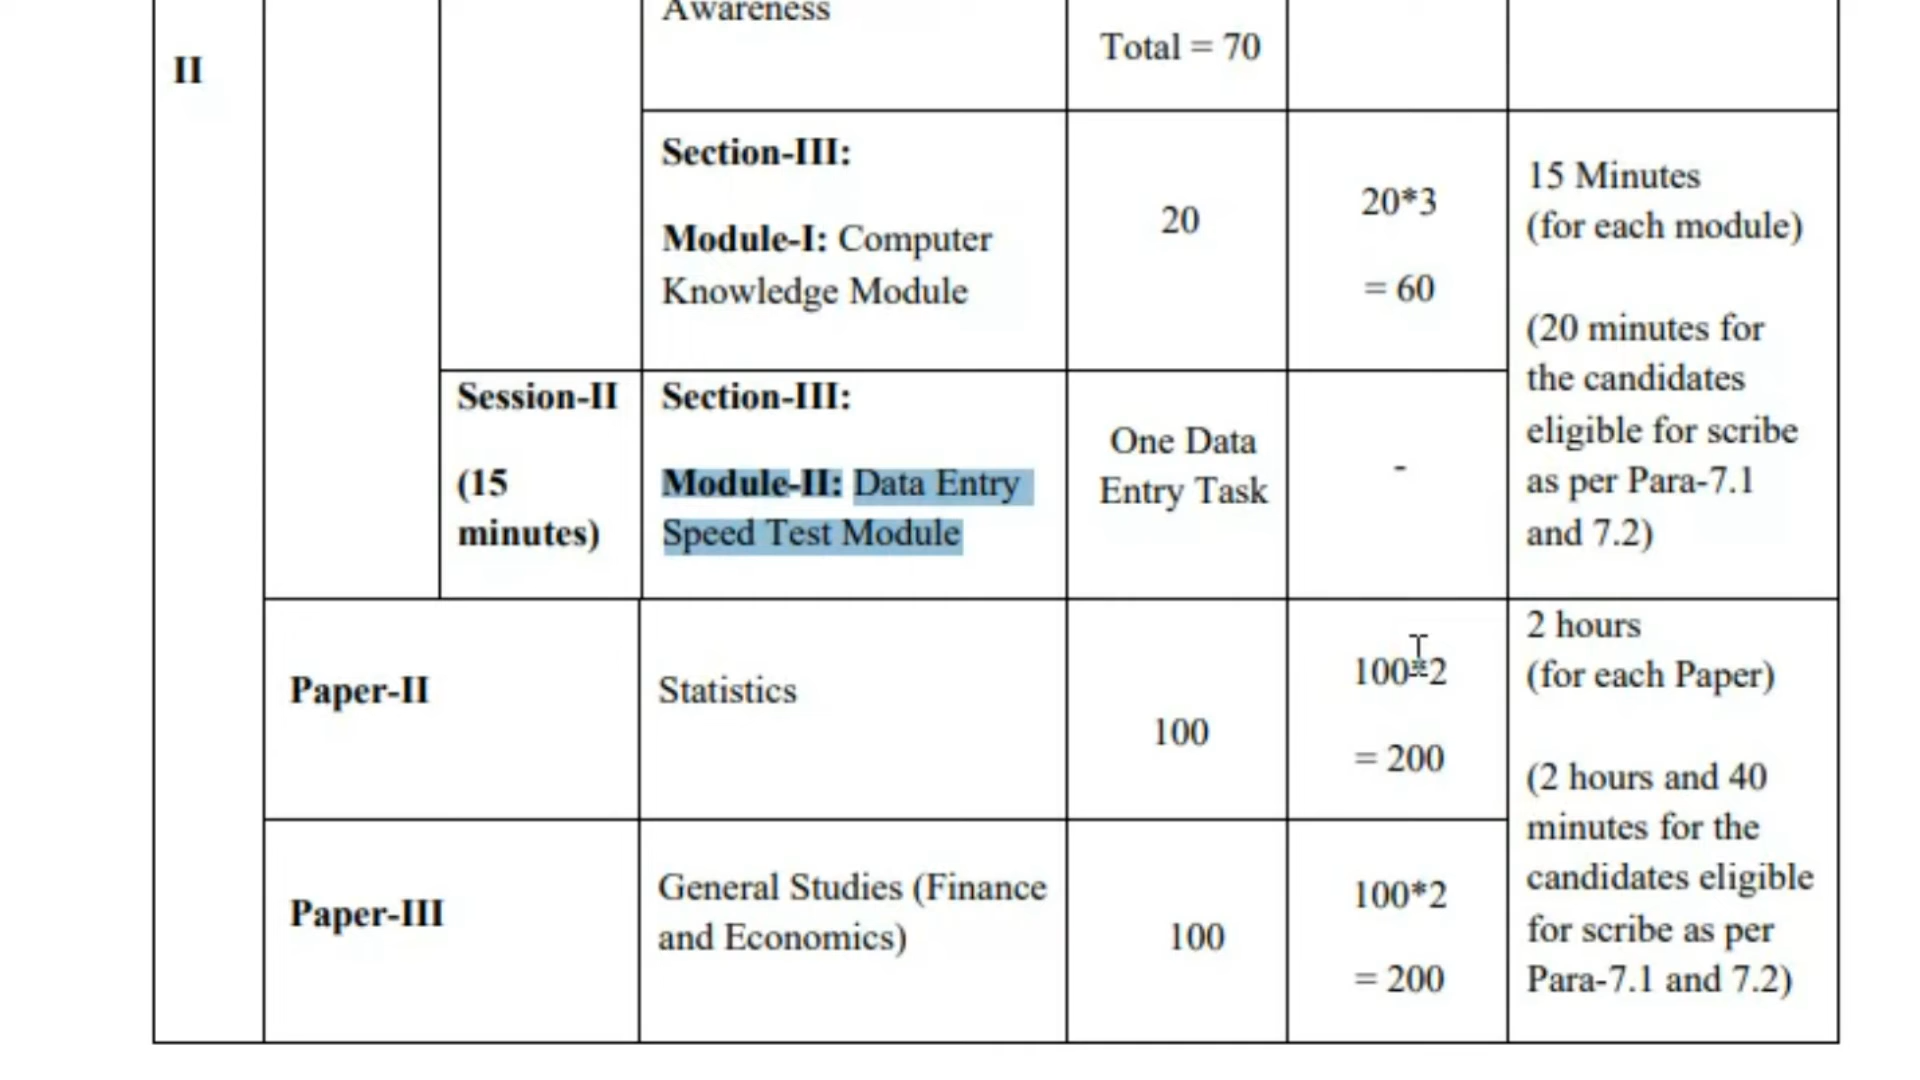 Awareness
Total = 70
II
Section-III:
Module-I: Computer
Knowledge Module
20
20*3
= 60
15 Minutes
(for each module)
(20 minutes for
the candidates
eligible for scribe
as per Para-7.1
and 7.2)
Session-II
(15
minutes)
Section-III:
Module-II: Data Entry
Speed Test Module
One Data
Entry Task
-
Paper-II
Statistics
100
100*2
= 200
2 hours
(for each Paper)
(2 hours and 40
minutes for the
candidates eligible
for scribe as per
Para-7.1 and 7.2)
Paper-III
General Studies (Finance
and Economics)
100
100*2
= 200